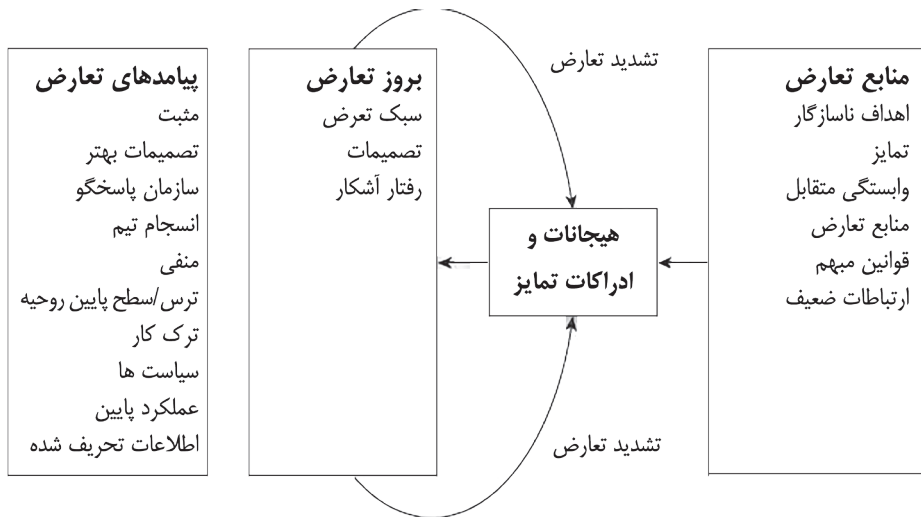 منابع تعارض
اهداف ناسازگار
تمایز
وابستگی متقابل
منابع تعارض
قوانین مبهم
ارتباطات ضعیف
تشدید تعارض
هیجانات و
ادراکات تمایز
تشدید تعارض
بروز تعارض
سبک تعرض
تصمیمات
رفتار آشکار
پیامدهای تعارض
مثبت
تصمیمات بهتر
سازمان پاسخگو
انسجام تیم
منفی
ترس/سطح پایین روحیه
ترک کار
سیاست ها
عملکرد پایین
اطلاعات تحریف شده